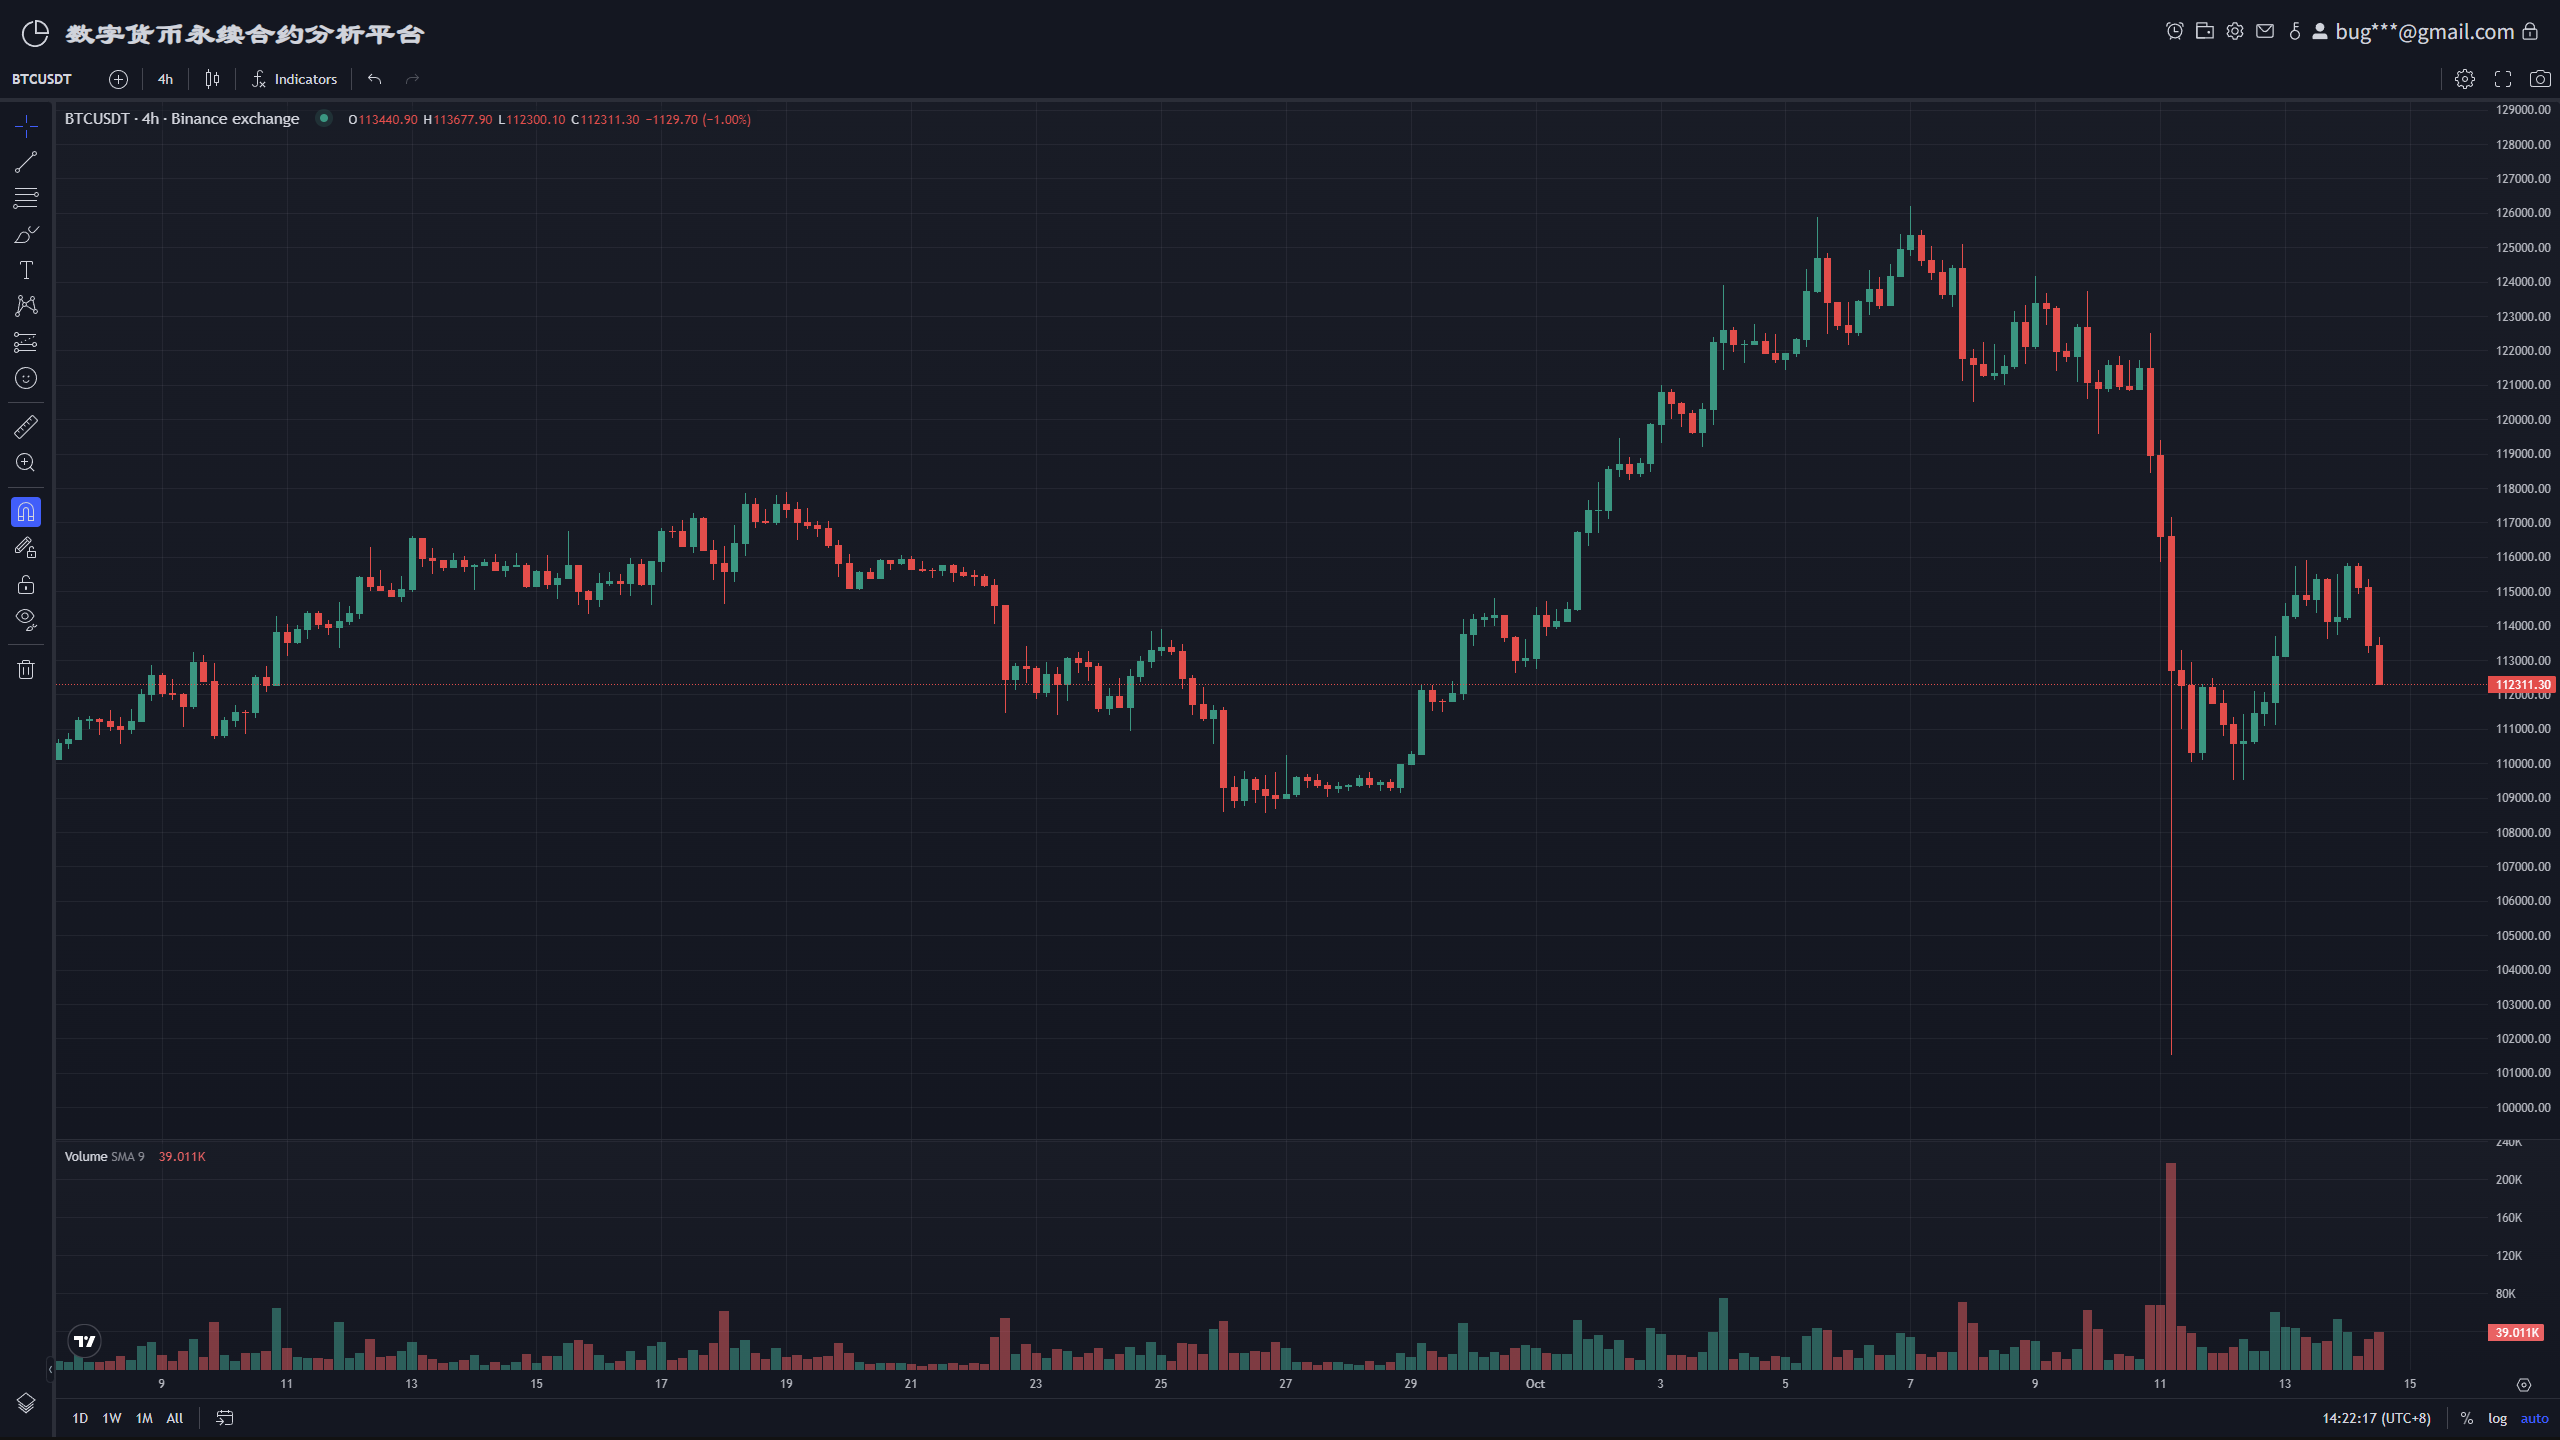 数字货币永续合约分析平台
bug***@gmail.com
BTCUSDT 4h Indicators
BTCUSDT · 4h · Binance exchange O113440.90 H113677.90 L112300.10 C112311.30 −1129.70 (−1.00%)
129000.00
128000.00
127000.00
126000.00
125000.00
124000.00
123000.00
122000.00
121000.00
120000.00
119000.00
118000.00
117000.00
116000.00
115000.00
114000.00
113000.00
112311.30
112000.00
111000.00
110000.00
109000.00
108000.00
107000.00
106000.00
105000.00
104000.00
103000.00
102000.00
101000.00
100000.00
240K
Volume SMA 9 39.011K
200K
160K
120K
80K
39.011K
9 11 13 15 17 19 21 23 25 27 29 Oct 3 5 7 9 11 13 15
1D 1W 1M All 14:22:17 (UTC+8) % log auto